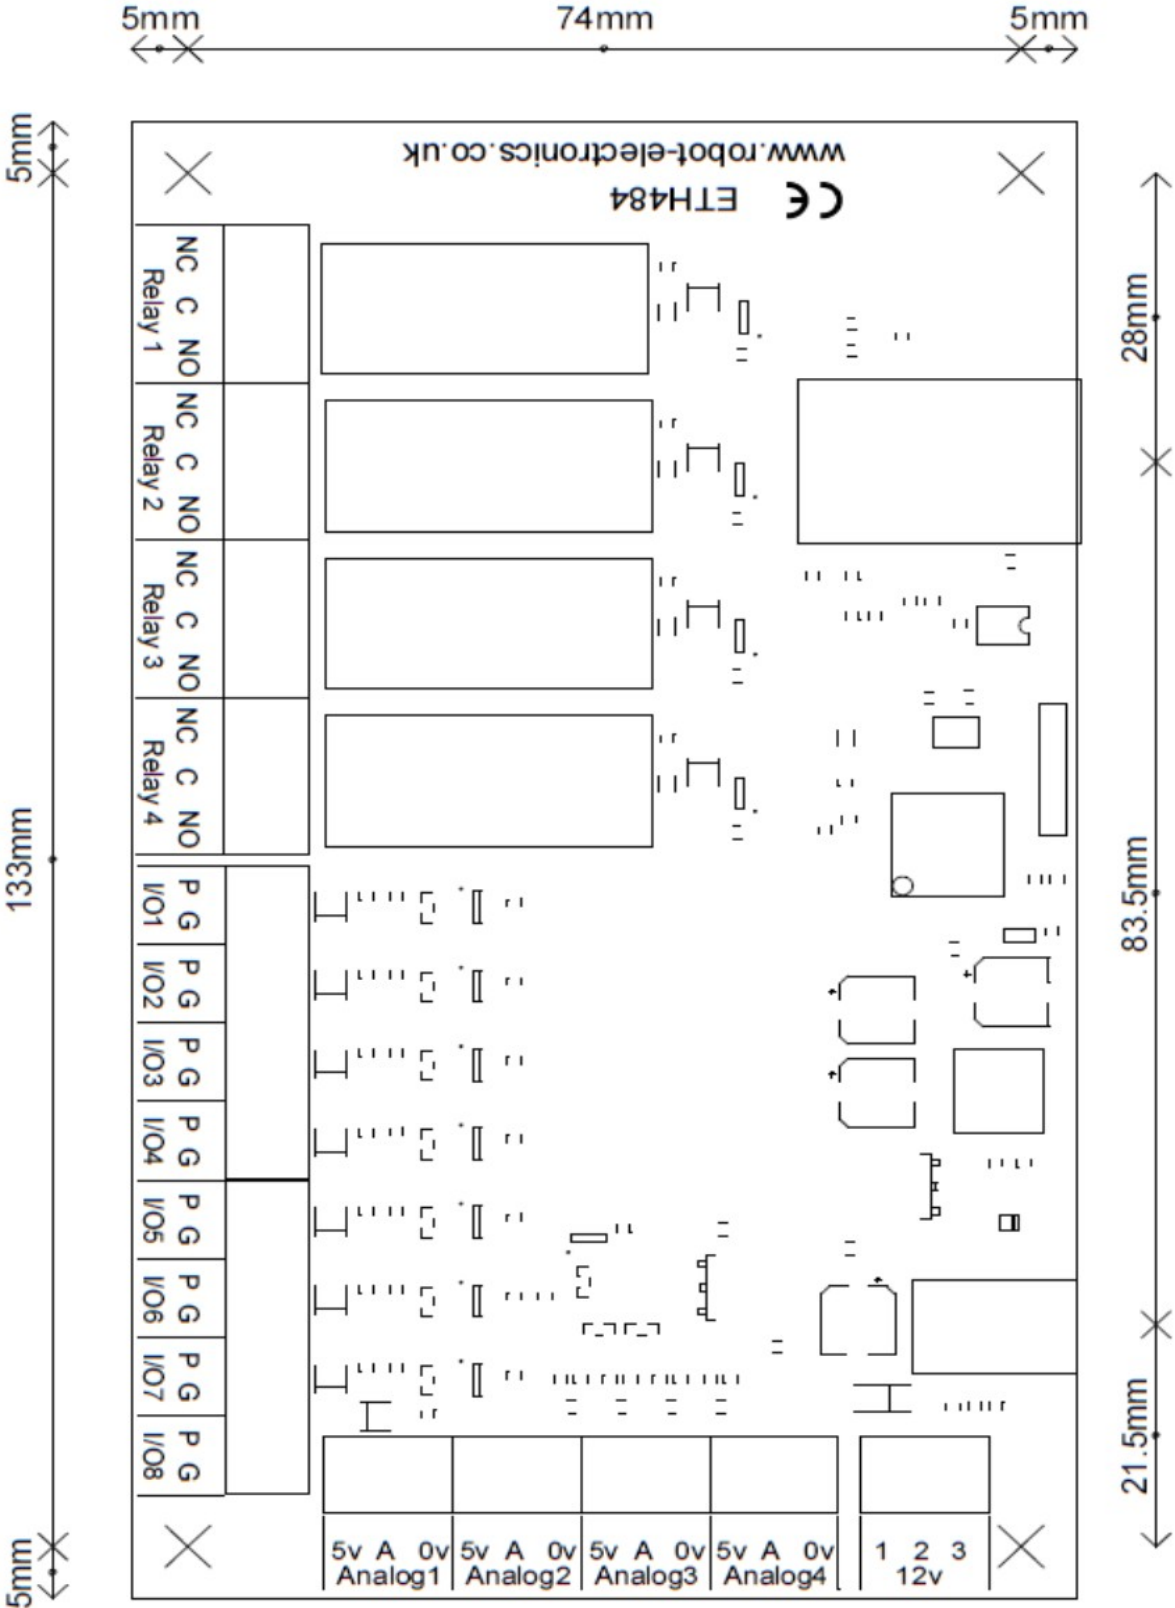 5mm 74mm 5mm
5mm
www.robot-electronics.co.uk
ETH484 CE
28mm
NC C NO
Relay 1
NC C NO
Relay 2
NC C NO
Relay 3
NC C NO
Relay 4
133mm
83.5mm
P G
I/O1
P G
I/O2
P G
I/O3
P G
I/O4
P G
I/O5
P G
I/O6
P G
I/O7
P G
I/O8
21.5mm
5mm
5v A 0v 5v A 0v 5v A 0v 5v A 0v 1 2 3
Analog1 Analog2 Analog3 Analog4 12v